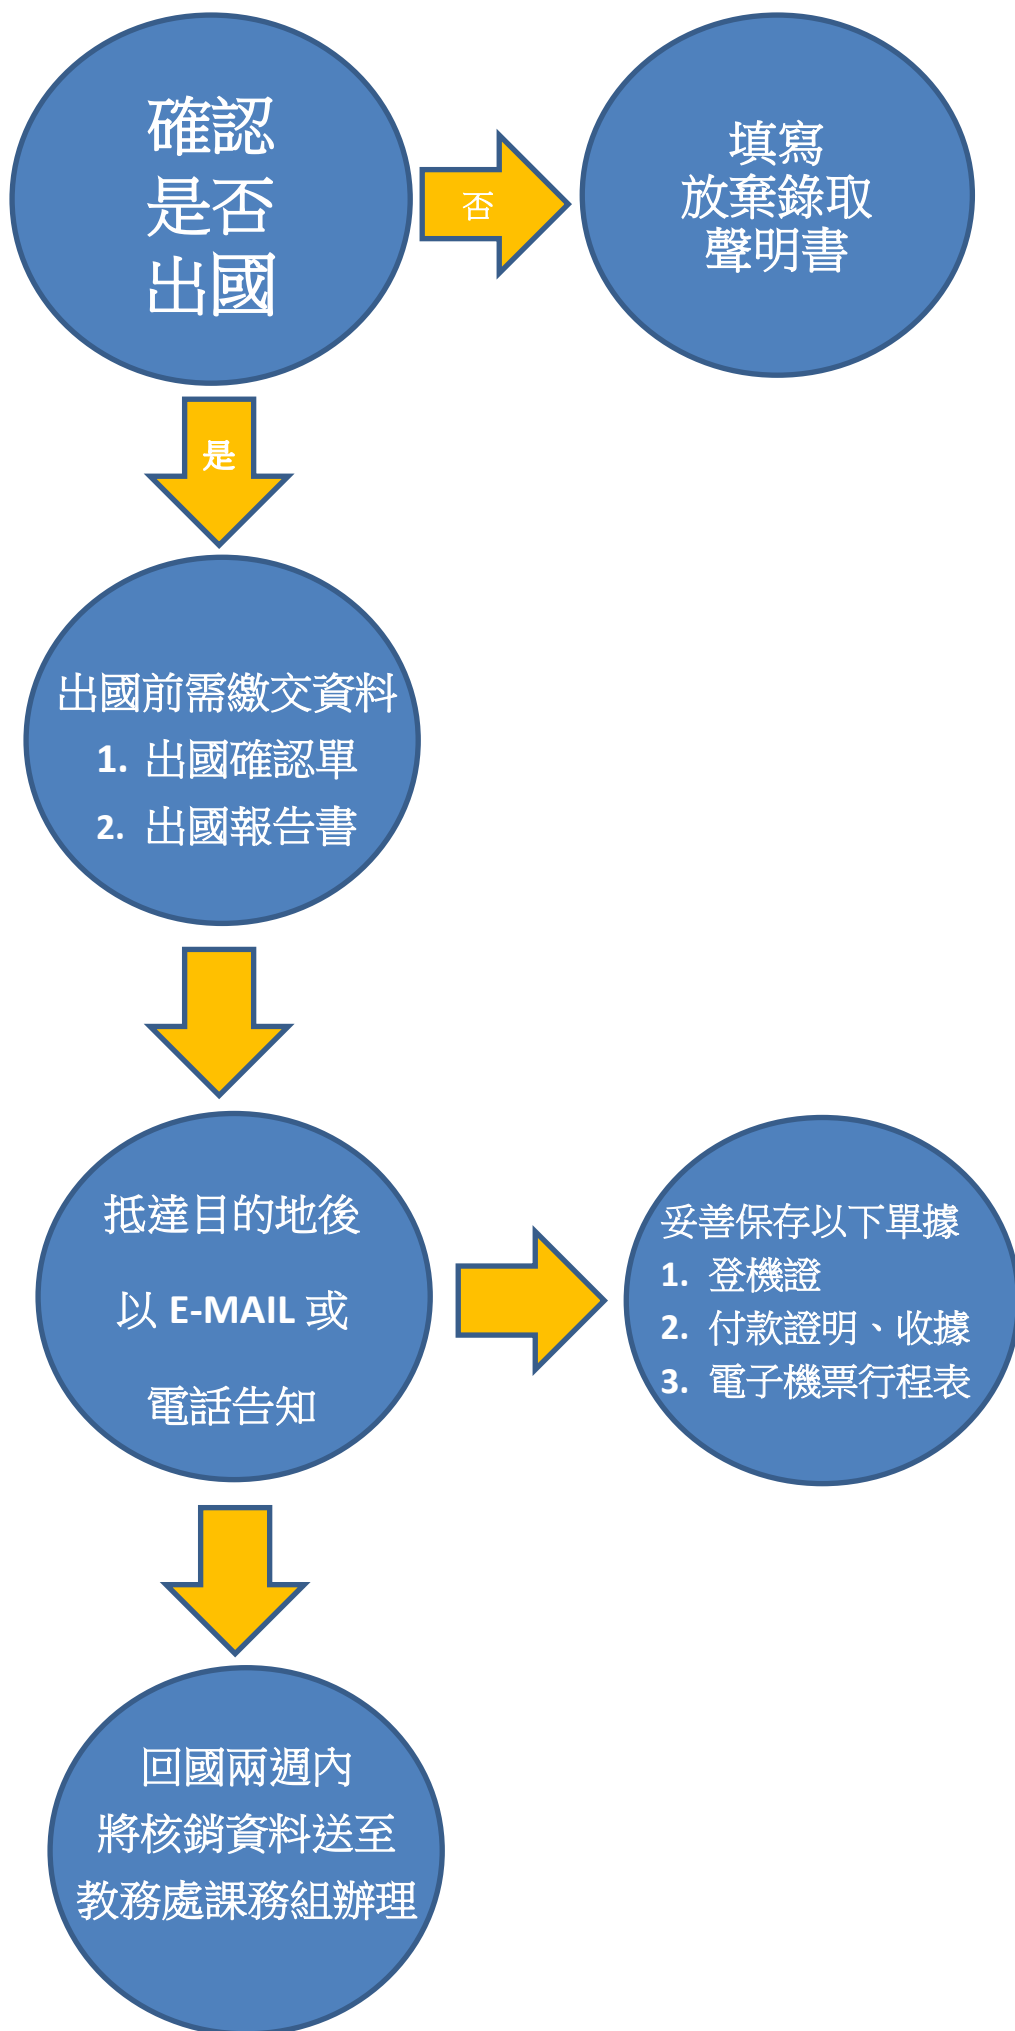 確認
是否
出國
否
填寫
放棄錄取
聲明書
是
出國前需繳交資料
1. 出國確認單
2. 出國報告書
抵達目的地後
以 E-MAIL 或
電話告知
妥善保存以下單據
1. 登機證
2. 付款證明、收據
3. 電子機票行程表
回國兩週內
將核銷資料送至
教務處課務組辦理